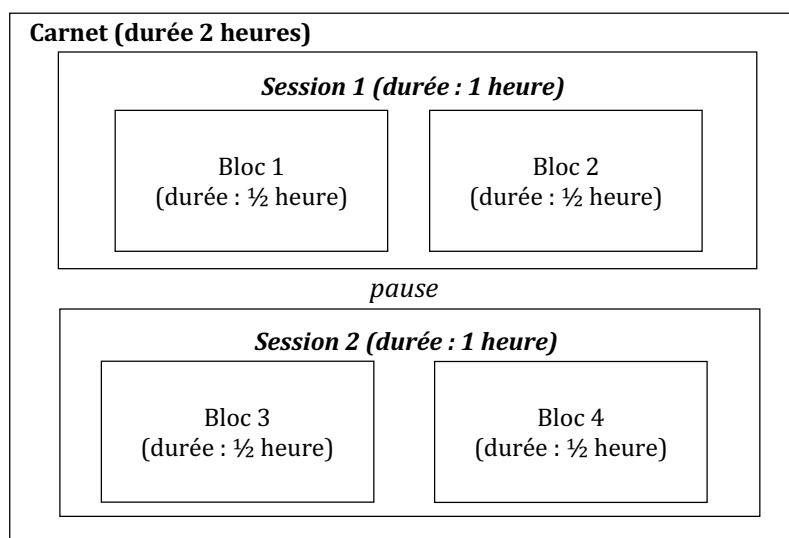 Carnet (durée 2 heures)
Session 1 (durée : 1 heure)
Bloc 1
(durée : ½ heure)
Bloc 2
(durée : ½ heure)
pause
Session 2 (durée : 1 heure)
Bloc 3
(durée : ½ heure)
Bloc 4
(durée : ½ heure)